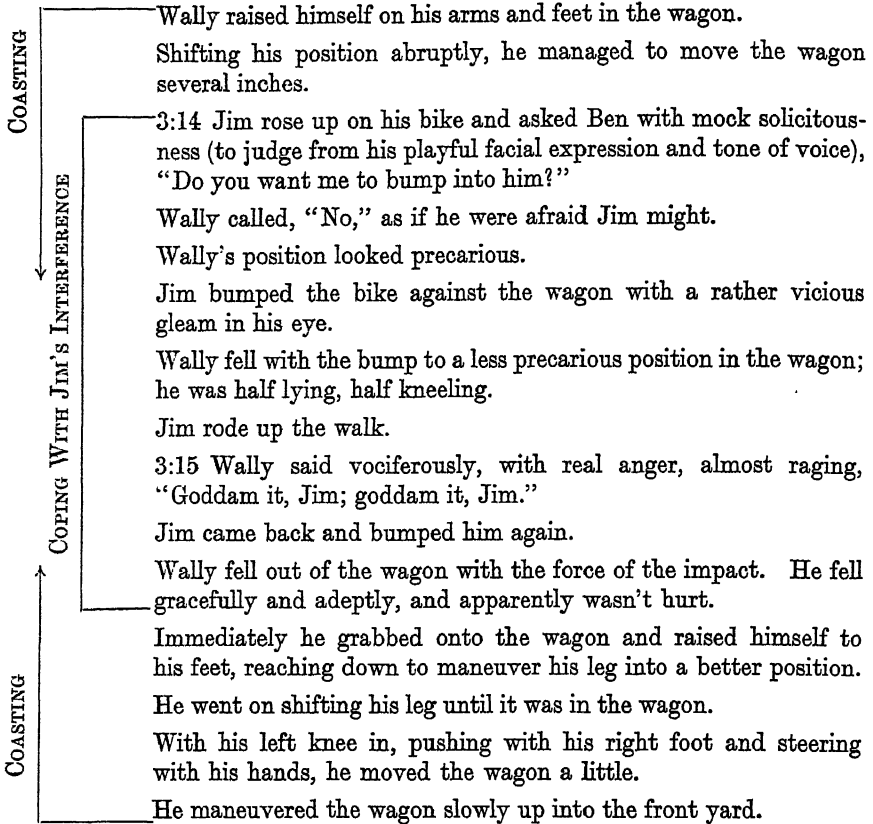 COASTING
COPING WITH JIM'S INTERFERENCE
COASTING
Wally raised himself on his arms and feet in the wagon.
Shifting his position abruptly, he managed to move the wagon
several inches.
3:14 Jim rose up on his bike and asked Ben with mock solicitous-
ness (to judge from his playful facial expression and tone of voice),
"Do you want me to bump into him?"
Wally called, "No," as if he were afraid Jim might.
Wally's position looked precarious.
Jim bumped the bike against the wagon with a rather vicious
gleam in his eye.
Wally fell with the bump to a less precarious position in the wagon;
he was half lying, half kneeling.
Jim rode up the walk.
3:15 Wally said vociferously, with real anger, almost raging,
"Goddam it, Jim; goddam it, Jim."
Jim came back and bumped him again.
Wally fell out of the wagon with the force of the impact. He fell
gracefully and adeptly, and apparently wasn't hurt.
Immediately he grabbed onto the wagon and raised himself to
his feet, reaching down to maneuver his leg into a better position.
He went on shifting his leg until it was in the wagon.
With his left knee in, pushing with his right foot and steering
with his hands, he moved the wagon a little.
He maneuvered the wagon slowly up into the front yard.